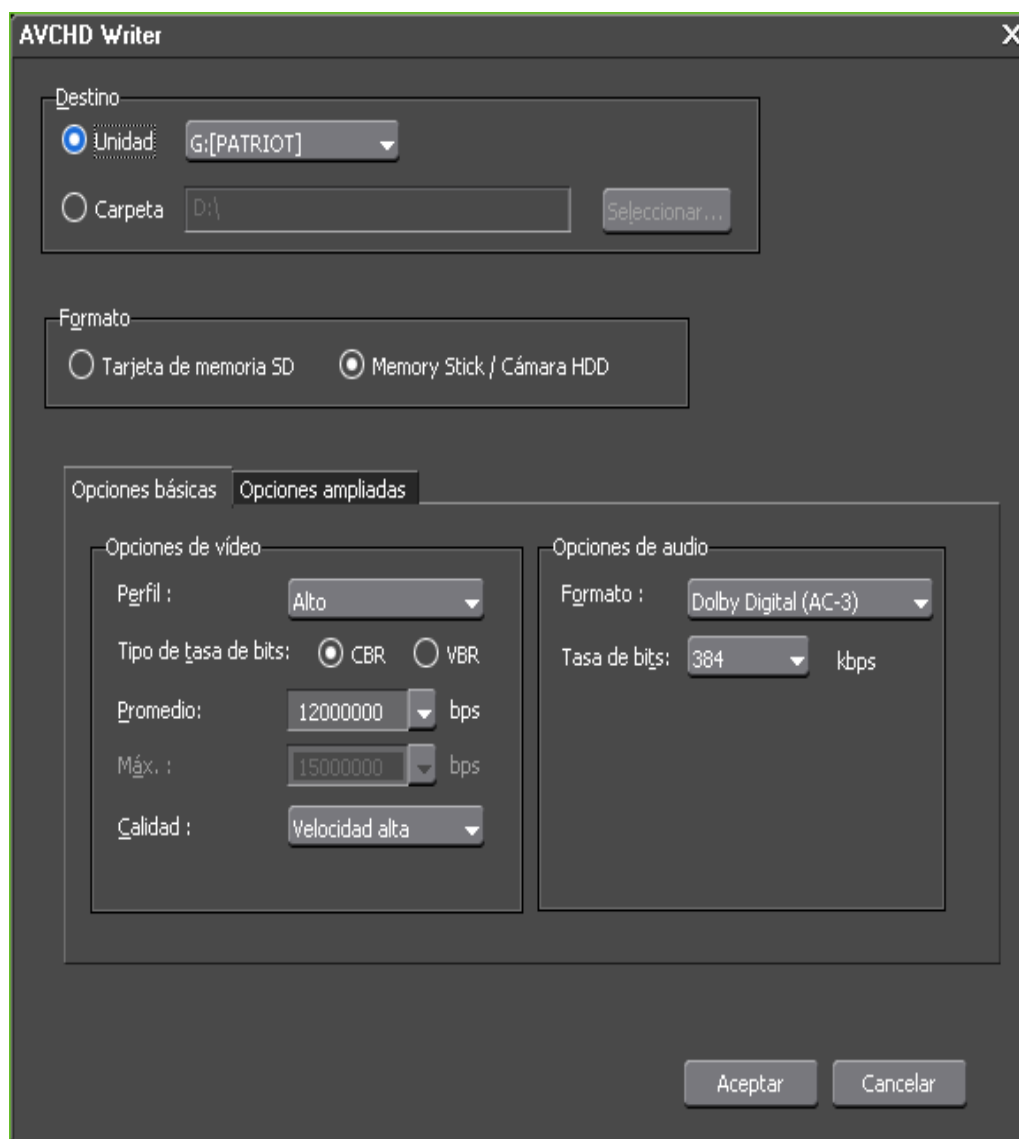 AVCHD Writer
Destino
Unidad G:[PATRIOT]
Carpeta D:\ Seleccionar...
Formato
Tarjeta de memoria SD Memory Stick / Cámara HDD
Opciones básicas Opciones ampliadas
Opciones de vídeo
Perfil : Alto
Tipo de tasa de bits: CBR VBR
Promedio: 12000000 bps
Máx. : 15000000 bps
Calidad : Velocidad alta
Opciones de audio
Formato : Dolby Digital (AC-3)
Tasa de bits: 384 kbps
Aceptar Cancelar